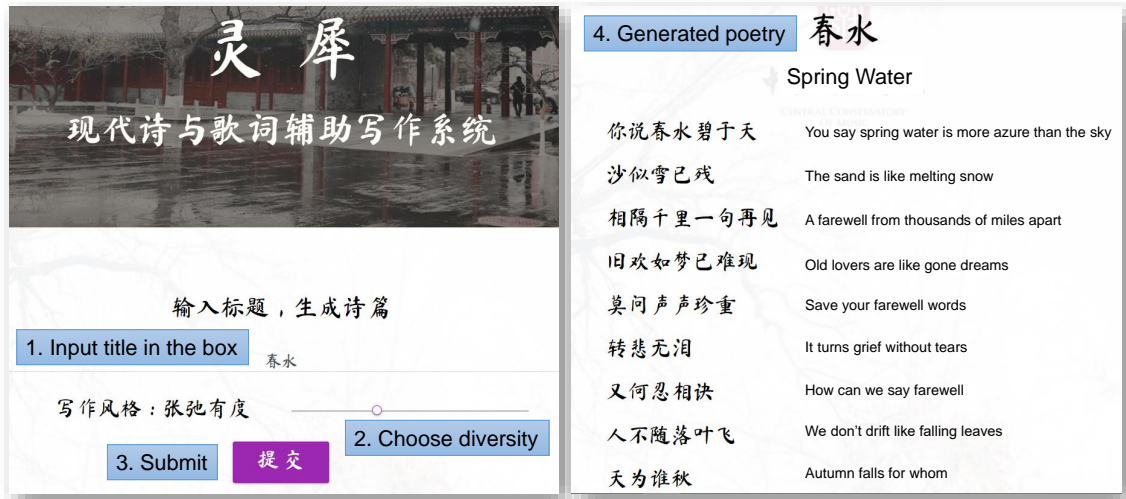 灵犀
现代诗与歌词辅助写作系统
输入标题，生成诗篇
1. Input title in the box
春水
写作风格：张弛有度
2. Choose diversity
3. Submit
提交
4. Generated poetry
春水
Spring Water
CENTRAL CONSERVATORY
OF MUSIC
你说春水碧于天
You say spring water is more azure than the sky
沙似雪已残
The sand is like melting snow
相隔千里一句再见
A farewell from thousands of miles apart
旧欢如梦已难现
Old lovers are like gone dreams
莫问声声珍重
Save your farewell words
转悲无泪
It turns grief without tears
又何忍相诀
How can we say farewell
人不随落叶飞
We don’t drift like falling leaves
天为谁秋
Autumn falls for whom